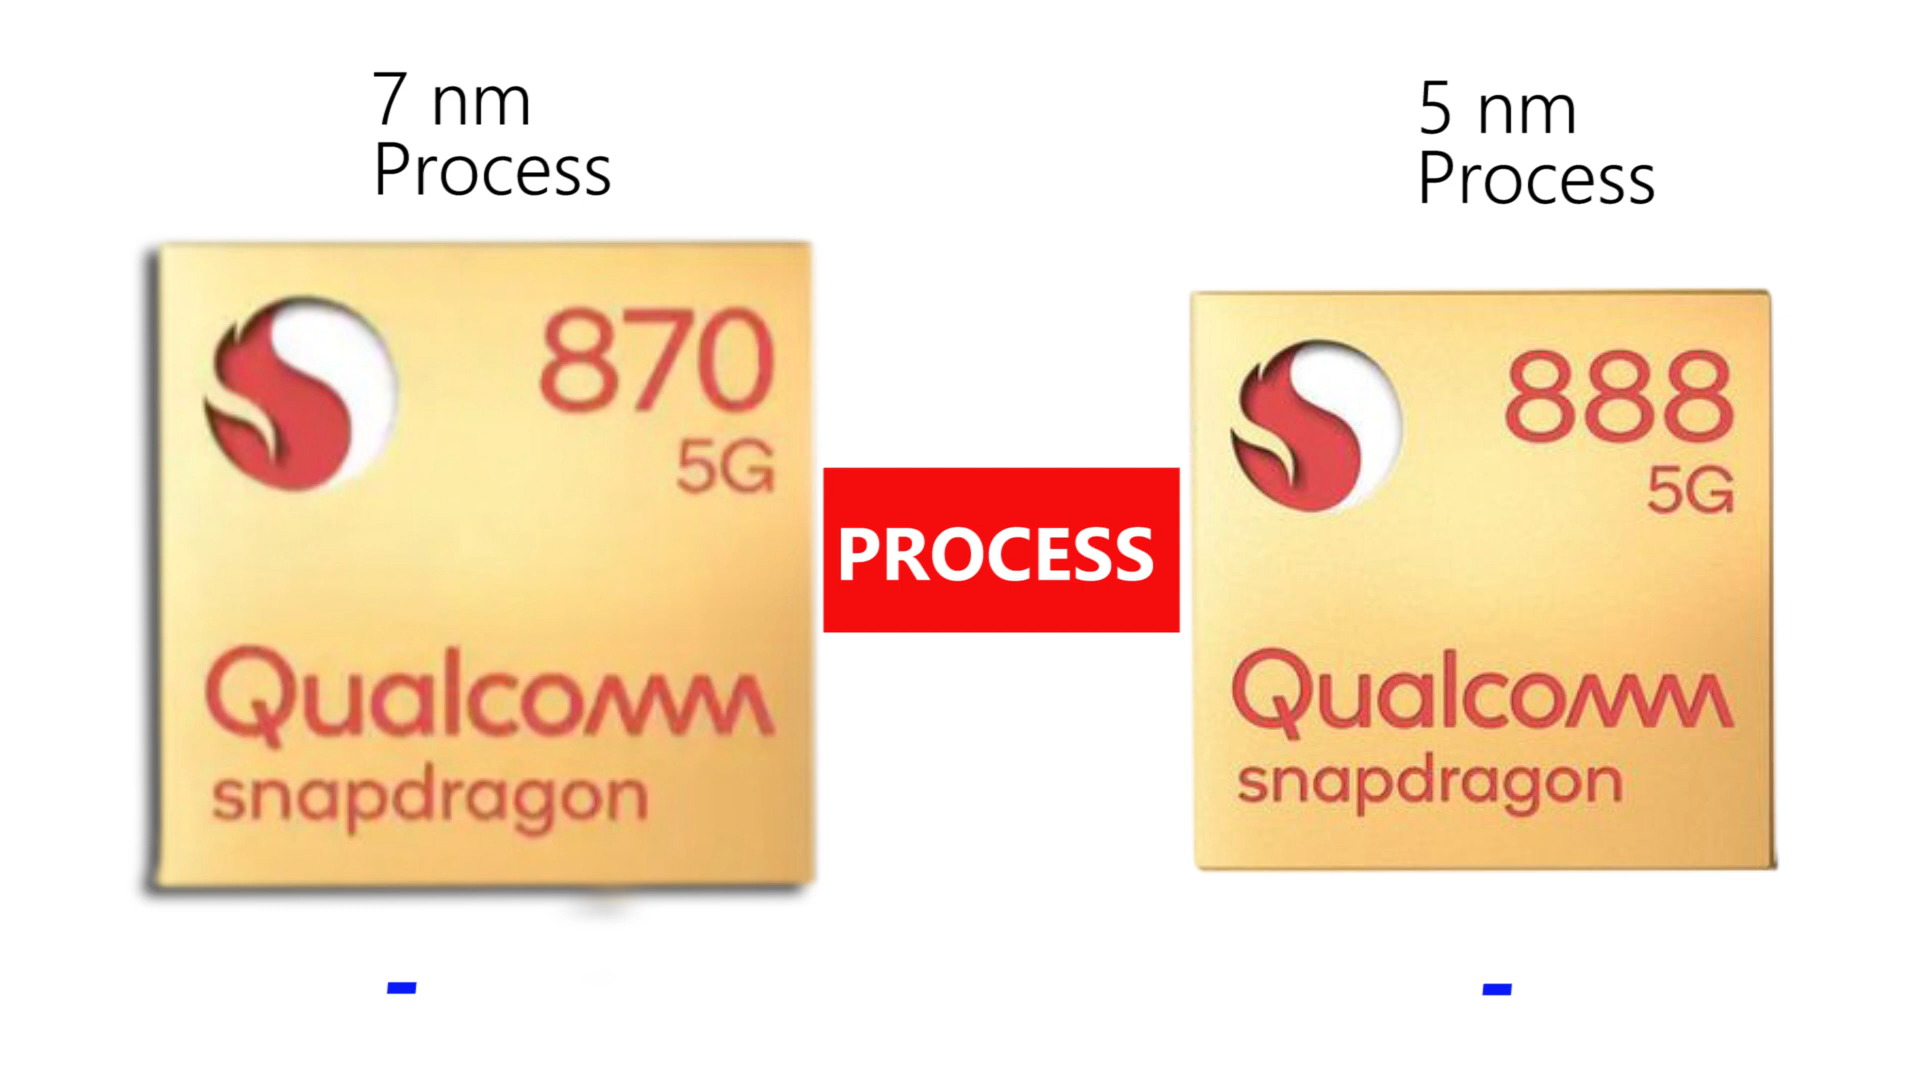 7 nm
Process
870
5G
Qualcomm
snapdragon
PROCESS
5 nm
Process
888
5G
Qualcomm
snapdragon
-
-